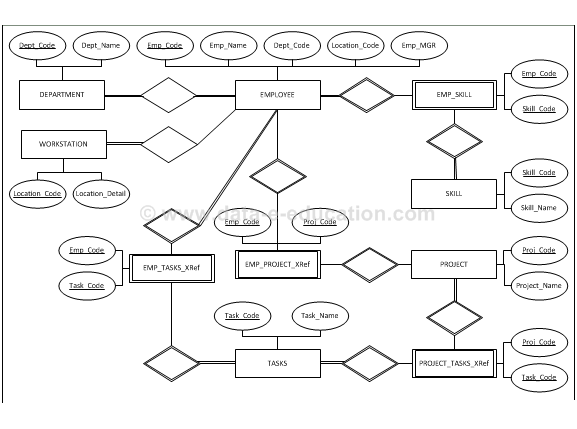 Dept_Code Dept_Name Emp_Code Emp_Name Dept_Code Location_Code Emp_MGR
DEPARTMENT EMPLOYEE EMP_SKILL Emp_Code
Skill_Code
WORKSTATION
Location_Code Location_Detail SKILL Skill_Code
Skill_Name
© www.data-e-education.com
Emp_Code Proj_Code
Emp_Code
Task_Code
EMP_TASKS_XRef EMP_PROJECT_XRef PROJECT Proj_Code
Project_Name
Task_Code Task_Name
TASKS PROJECT_TASKS_XRef Proj_Code
Task_Code